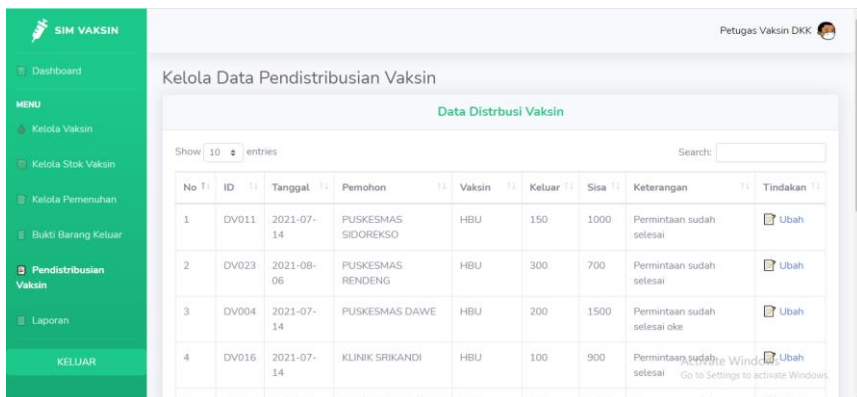 SIM VAKSIN
Petugas Vaksin DKK
Dashboard
MENU
Kelola Vaksin
Kelola Stok Vaksin
Kelola Pemenuhan
Bukti Barang Keluar
Pendistribusian
Vaksin
Laporan
KELUAR
Kelola Data Pendistribusian Vaksin
Data Distrbusi Vaksin
Show 10 entries
Search:
No ID Tanggal Pemohon Vaksin Keluar Sisa Keterangan Tindakan
1 DV011 2021-07- PUSKESMAS HBU 150 1000 Permintaan sudah Ubah
14 SIDOREKSO selesai
2 DV023 2021-08- PUSKESMAS HBU 300 700 Permintaan sudah Ubah
06 RENDENG selesai
3 DV004 2021-07- PUSKESMAS DAWE HBU 200 1500 Permintaan sudah Ubah
14 selesai oke
4 DV016 2021-07- KLINIK SRIKANDI HBU 100 900 Permintaan sudah Ubah
14 selesai
Activate Windows
Go to Settings to activate Windows.